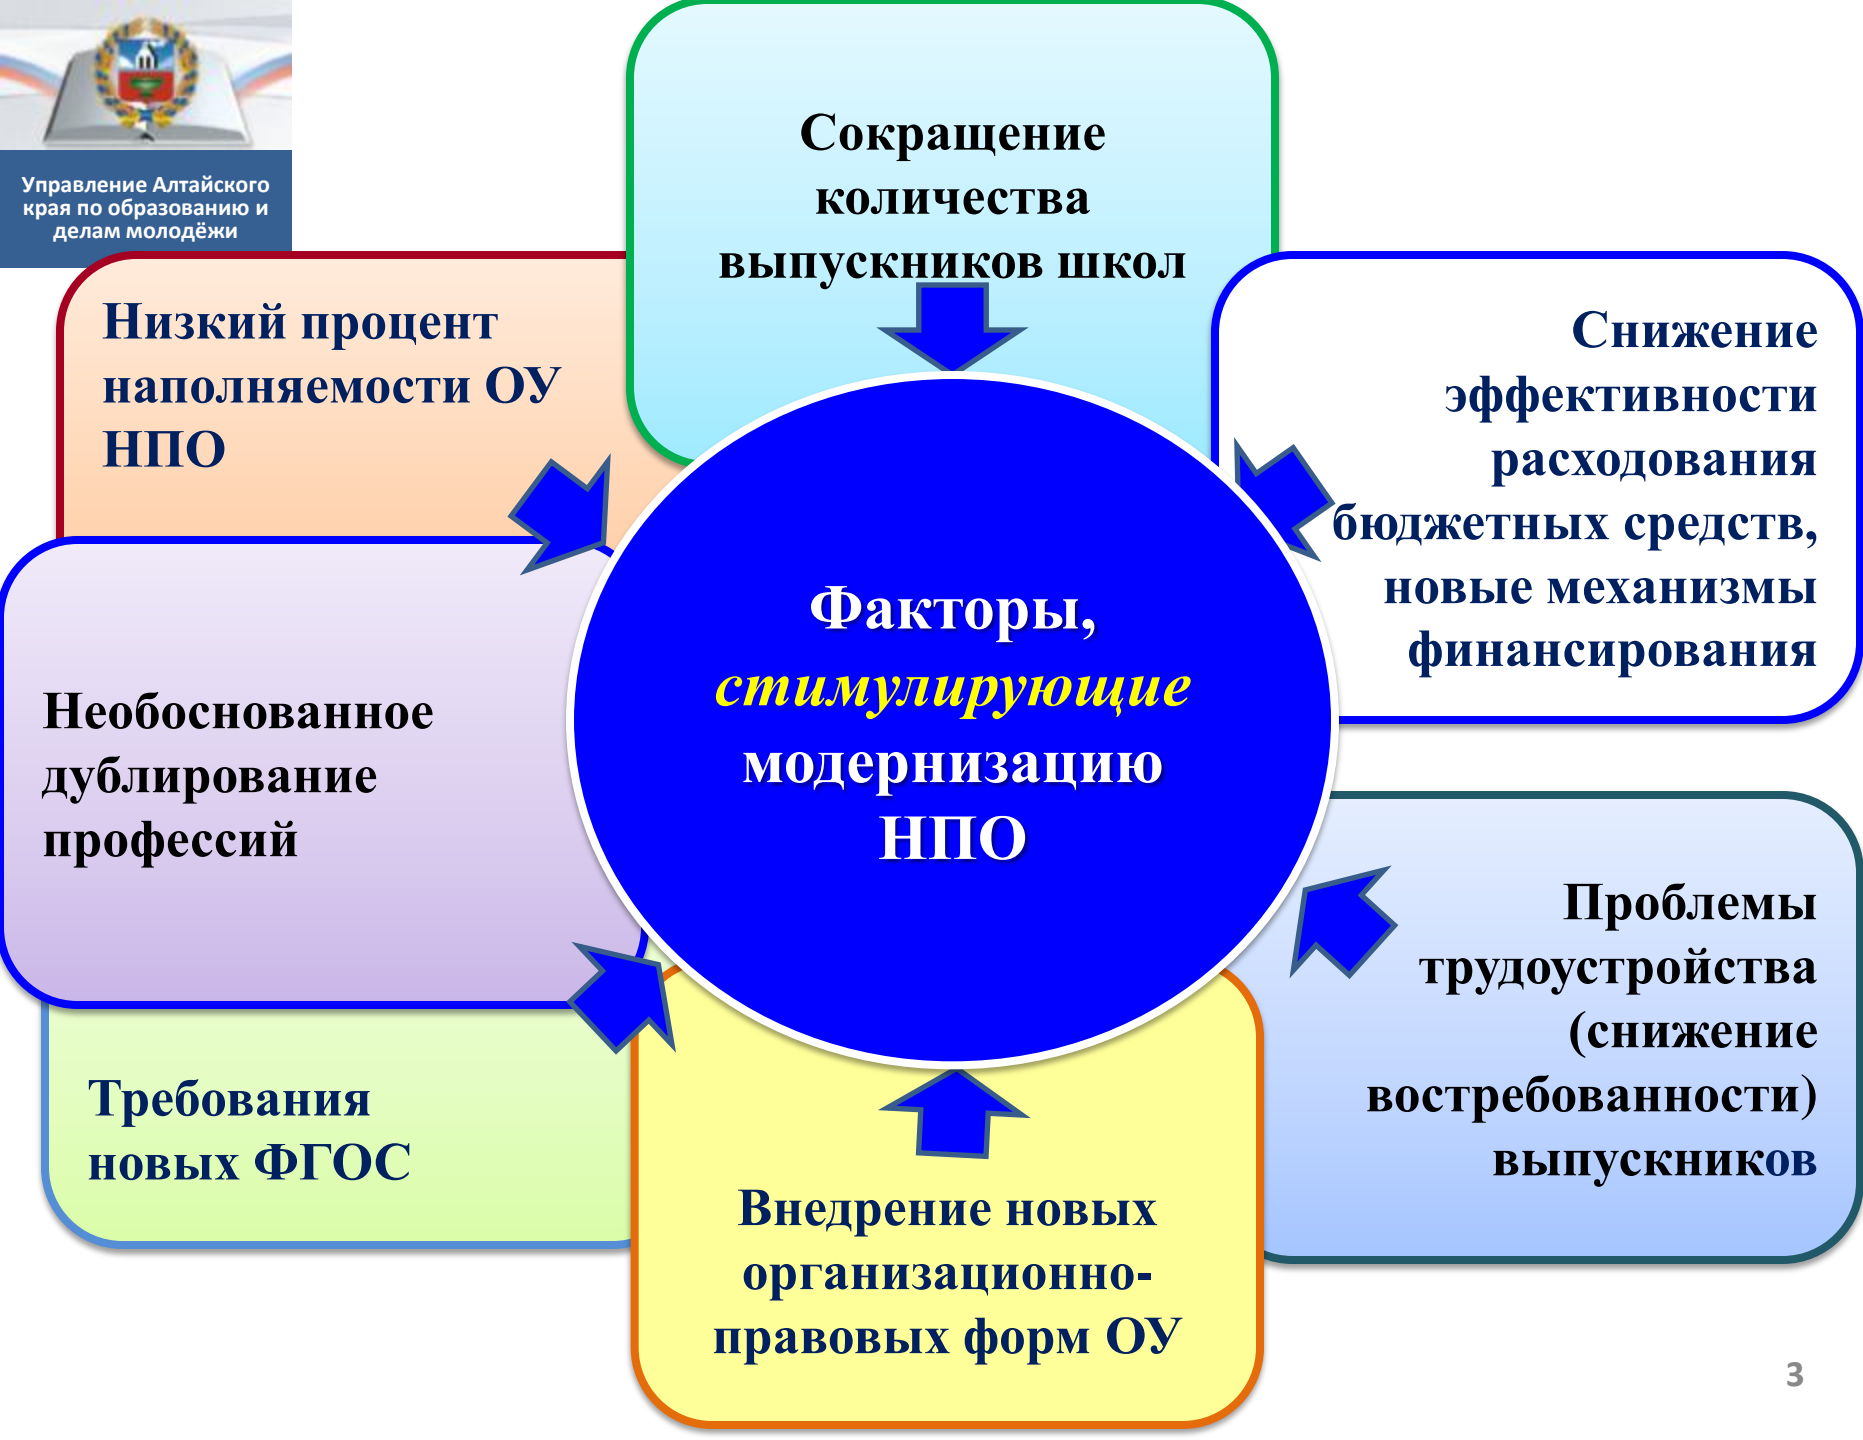 Управление Алтайского
края по образованию и
делам молодёжи
Сокращение
количества
выпускников школ
Низкий процент
наполняемости ОУ
НПО
Снижение
эффективности
расходования
бюджетных средств,
новые механизмы
финансирования
Факторы,
стимулирующие
модернизацию
НПО
Необоснованное
дублирование
профессий
Проблемы
трудоустройства
(снижение
востребованности)
выпускников
Требования
новых ФГОС
Внедрение новых
организационно-
правовых форм ОУ
3